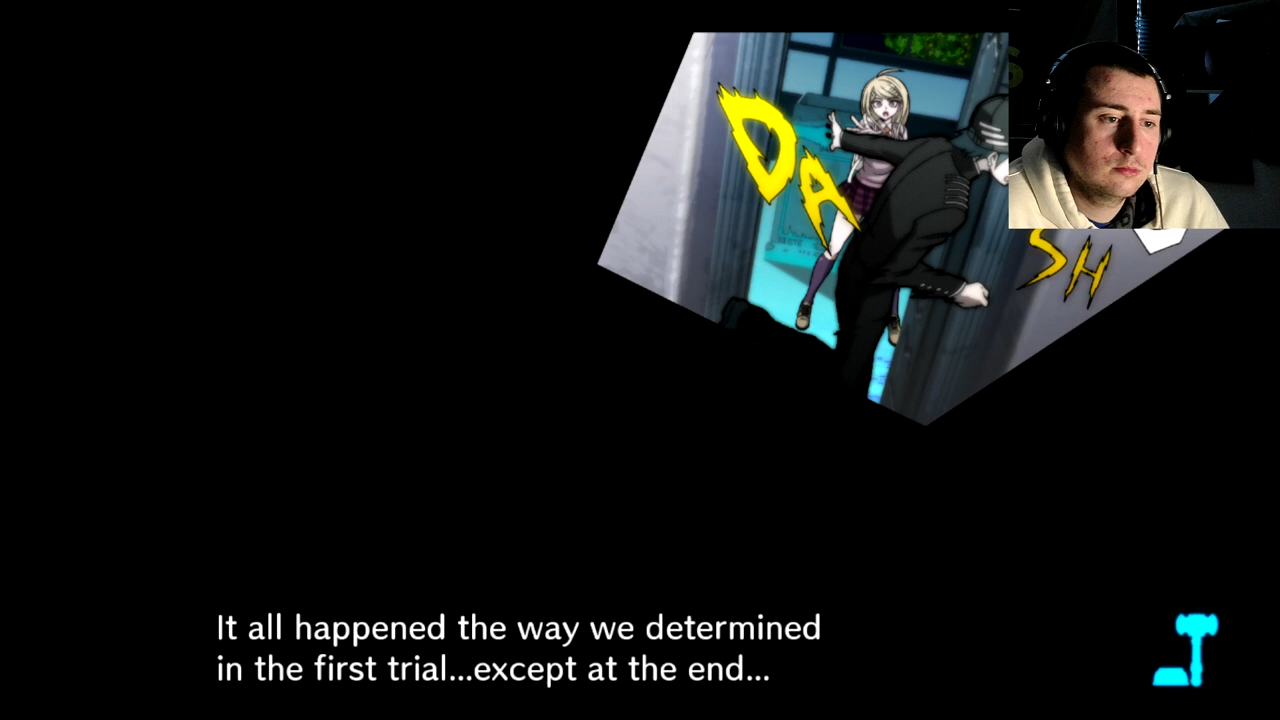 DA
SH
It all happened the way we determined
in the first trial...except at the end...